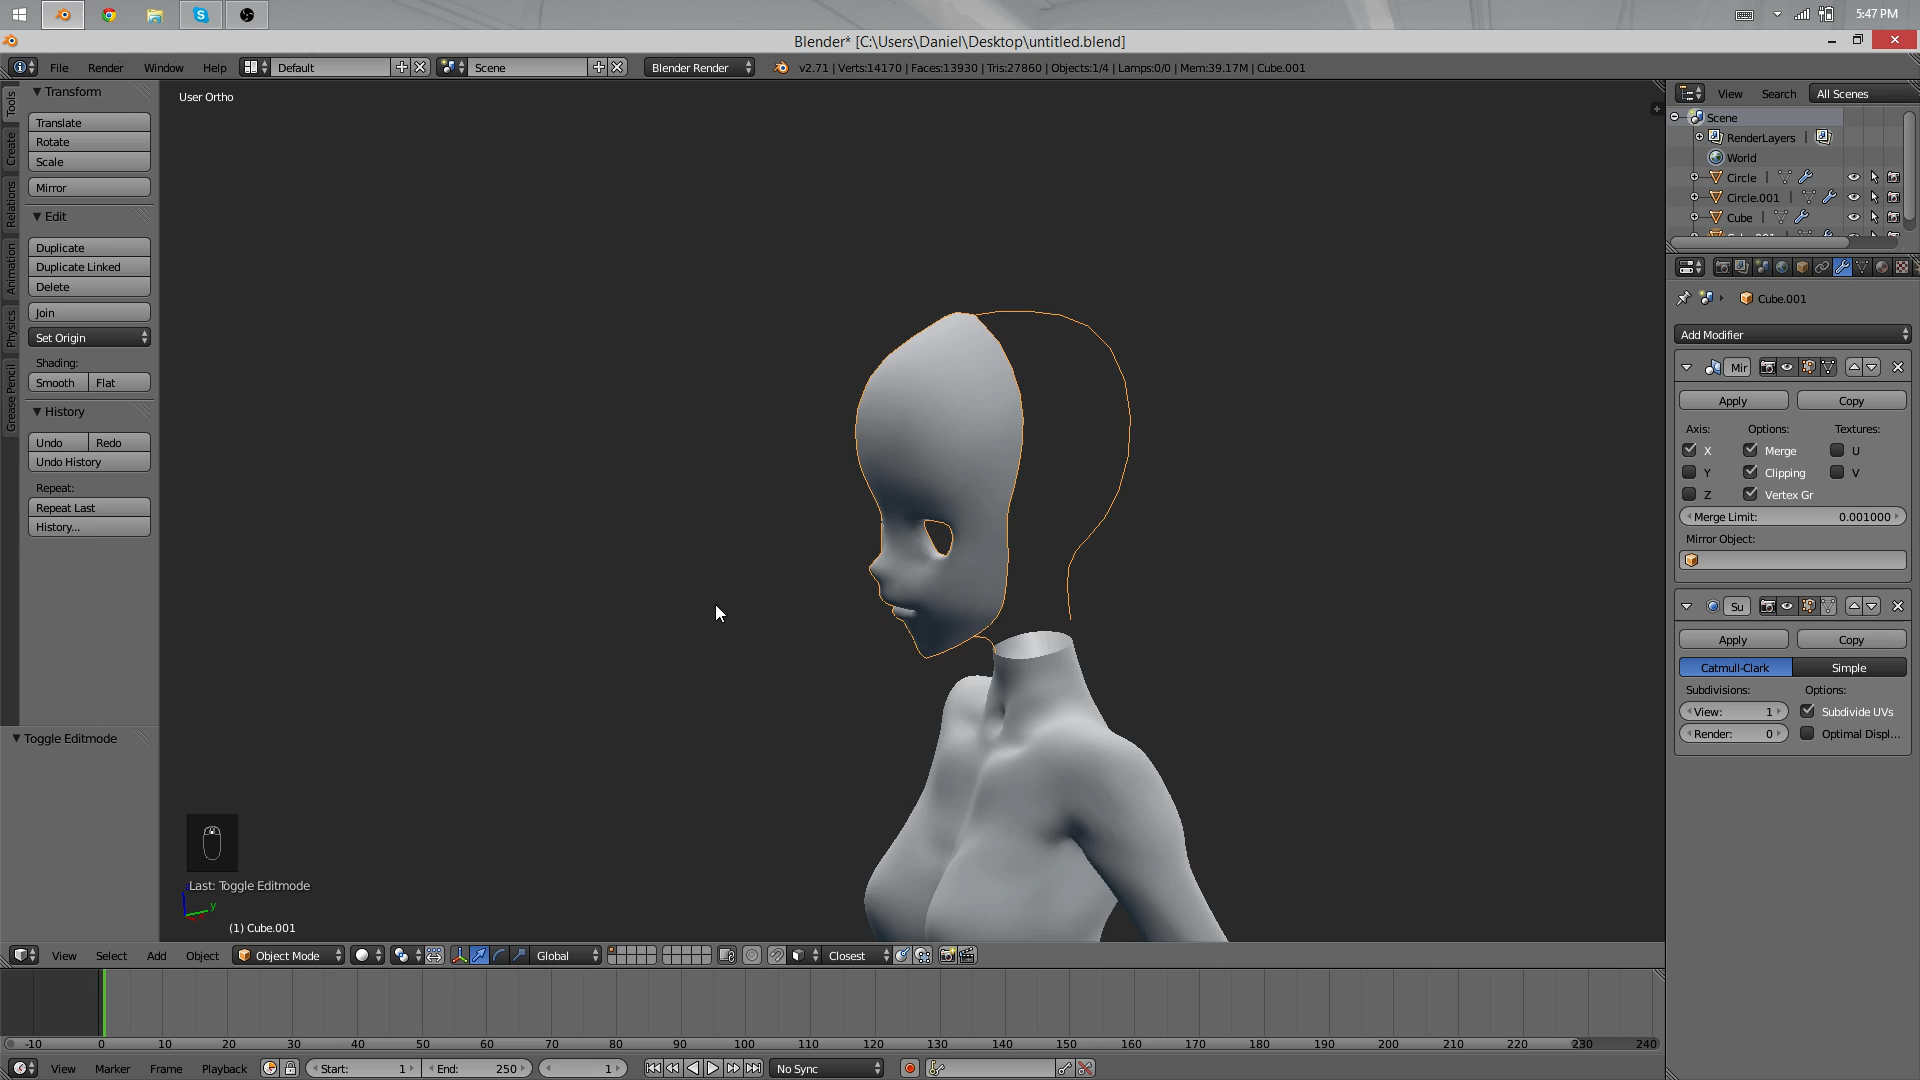 5:47 PM
Blender* [C:\Users\Daniel\Desktop\untitled.blend]
File Render Window Help Default Scene Blender Render v2.71 | Verts:14170 | Faces:13930 | Tris:27860 | Objects:1/4 | Lamps:0/0 | Mem:39.17M | Cube.001
Tools
Create
Relations
Animation
Physics
Grease Pencil
Transform
Translate
Rotate
Scale
Mirror
Edit
Duplicate
Duplicate Linked
Delete
Join
Set Origin
Shading:
Smooth Flat
History
Undo Redo
Undo History
Repeat:
Repeat Last
History...
Toggle Editmode
User Ortho
Last: Toggle Editmode
y
(1) Cube.001
View Search All Scenes
Scene
RenderLayers |
World
Circle |
Circle.001 |
Cube |
Cube.001
Add Modifier
Mir
Apply Copy
Axis: Options: Textures:
X Merge U
Y Clipping V
Z Vertex Gr
Merge Limit: 0.001000
Mirror Object:
Su
Apply Copy
Catmull-Clark Simple
Subdivisions: Options:
View: 1 Subdivide UVs
Render: 0 Optimal Displ...
View Select Add Object Object Mode Global Closest
-10 0 10 20 30 40 50 60 70 80 90 100 110 120 130 140 150 160 170 180 190 200 210 220 230 240
View Marker Frame Playback Start: 1 End: 250 1 No Sync